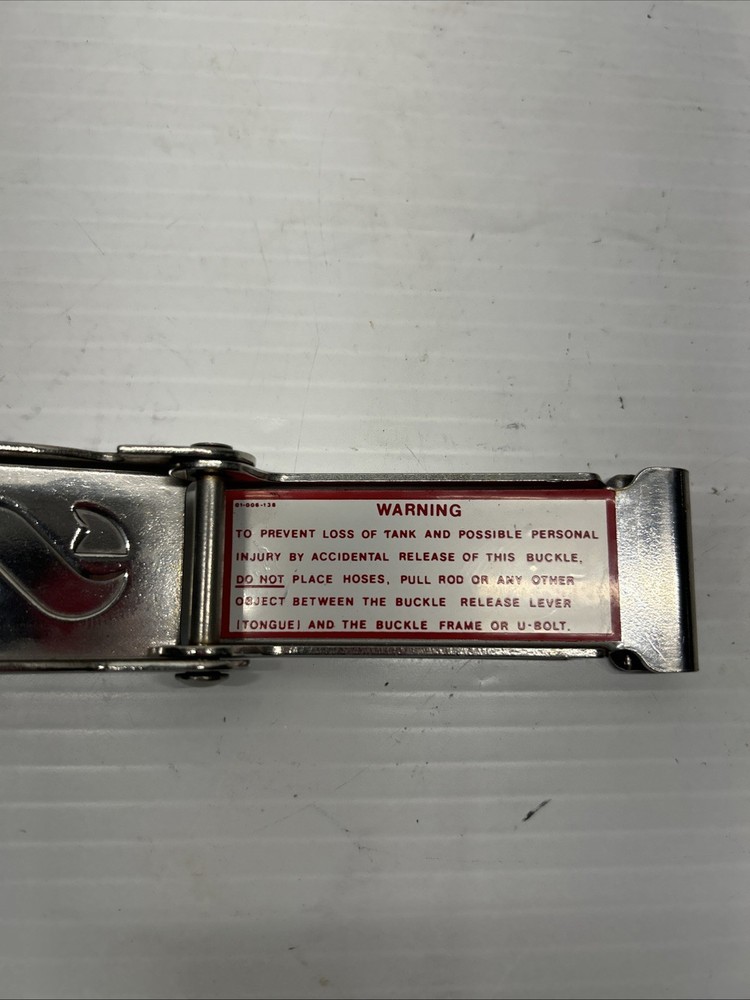 01-006-138
WARNING
TO PREVENT LOSS OF TANK AND POSSIBLE PERSONAL
INJURY BY ACCIDENTAL RELEASE OF THIS BUCKLE,
DO NOT PLACE HOSES, PULL ROD OR ANY OTHER
OBJECT BETWEEN THE BUCKLE RELEASE LEVER
(TONGUE) AND THE BUCKLE FRAME OR U-BOLT.